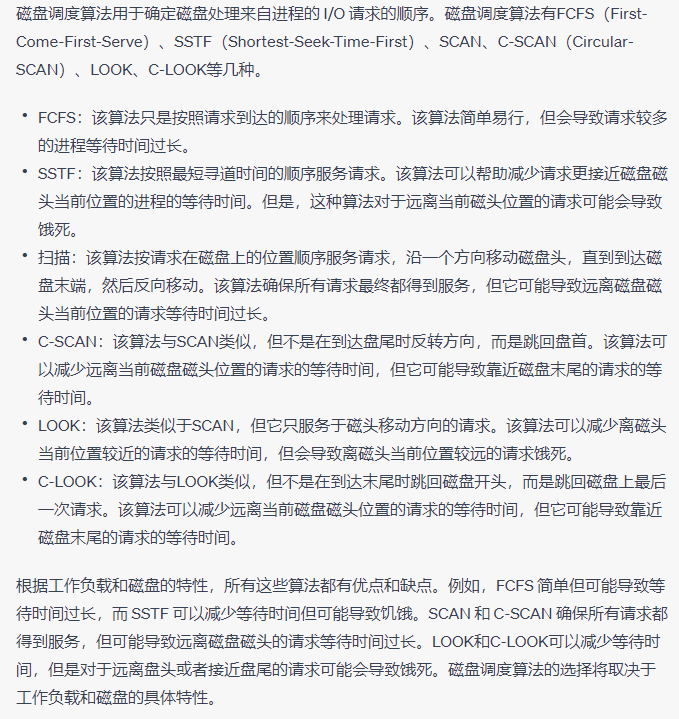 磁盘调度算法用于确定磁盘处理来自进程的 I/O 请求的顺序。磁盘调度算法有FCFS（First-
Come-First-Serve）、SSTF（Shortest-Seek-Time-First）、SCAN、C-SCAN（Circular-
SCAN）、LOOK、C-LOOK等几种。
• FCFS：该算法只是按照请求到达的顺序来处理请求。该算法简单易行，但会导致请求较多
的进程等待时间过长。
• SSTF：该算法按照最短寻道时间的顺序服务请求。该算法可以帮助减少请求更接近磁盘磁
头当前位置的进程的等待时间。但是，这种算法对于远离当前磁头位置的请求可能会导致
饿死。
• 扫描：该算法按请求在磁盘上的位置顺序服务请求，沿一个方向移动磁盘头，直到到达磁
盘末端，然后反向移动。该算法确保所有请求最终都得到服务，但它可能导致远离磁盘磁
头当前位置的请求等待时间过长。
• C-SCAN：该算法与SCAN类似，但不是在到达盘尾时反转方向，而是跳回盘首。该算法可
以减少远离当前磁盘磁头位置的请求的等待时间，但它可能导致靠近磁盘末尾的请求的等
待时间。
• LOOK：该算法类似于SCAN，但它只服务于磁头移动方向的请求。该算法可以减少离磁头
当前位置较近的请求的等待时间，但会导致离磁头当前位置较远的请求饿死。
• C-LOOK：该算法与LOOK类似，但不是在到达末尾时跳回磁盘开头，而是跳回磁盘上最后
一次请求。该算法可以减少远离当前磁盘磁头位置的请求的等待时间，但它可能导致靠近
磁盘末尾的请求的等待时间。
根据工作负载和磁盘的特性，所有这些算法都有优点和缺点。例如，FCFS 简单但可能导致等
待时间过长，而 SSTF 可以减少等待时间但可能导致饥饿。SCAN 和 C-SCAN 确保所有请求都
得到服务，但可能导致远离磁盘磁头的请求等待时间过长。LOOK和C-LOOK可以减少等待时
间，但是对于远离盘头或者接近盘尾的请求可能会导致饿死。磁盘调度算法的选择将取决于
工作负载和磁盘的具体特性。